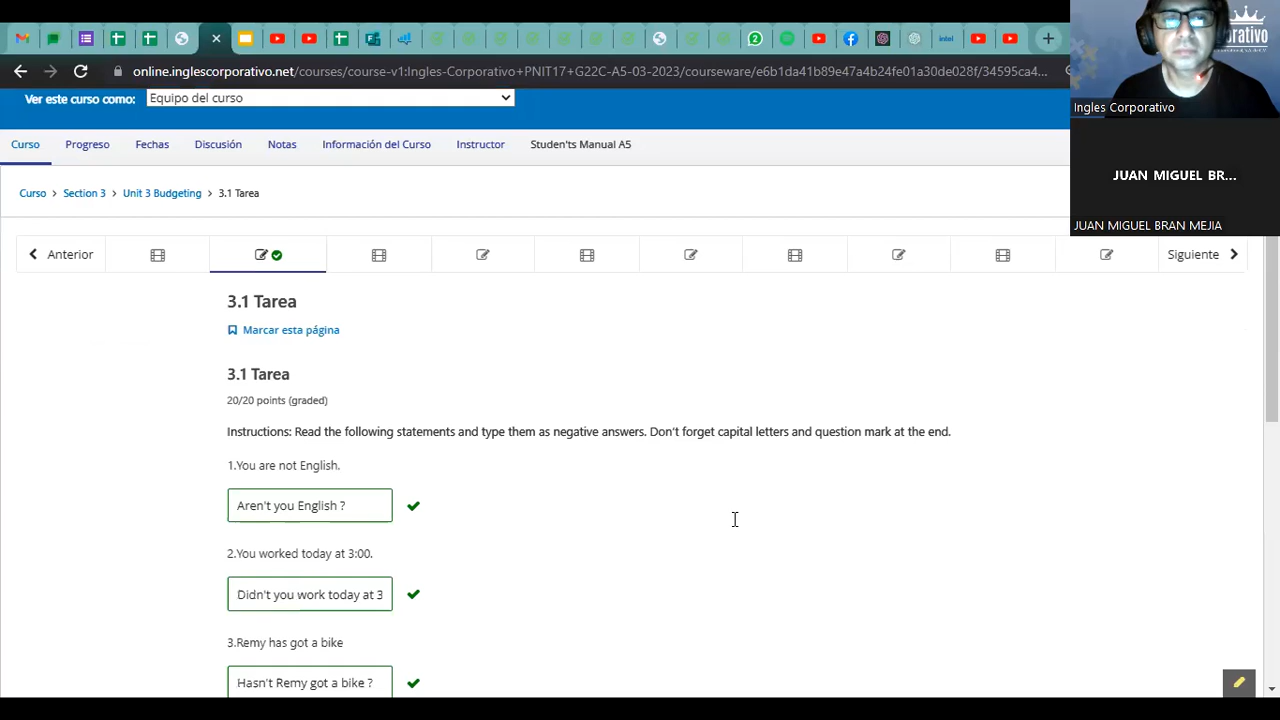 online.inglescorporativo.net/courses/course-v1:Ingles-Corporativo+PNIT17+G22C-A5-03-2023/courseware/e6b1da41b89e47a4b24fe01a30de028f/34595ca4...
Ver este curso como:
Equipo del curso
Curso
Progreso
Fechas
Discusión
Notas
Información del Curso
Instructor
Studen'ts Manual A5
Curso > Section 3 > Unit 3 Budgeting > 3.1 Tarea
Anterior
Siguiente
3.1 Tarea
Marcar esta página
3.1 Tarea
20/20 points (graded)
Instructions: Read the following statements and type them as negative answers. Don't forget capital letters and question mark at the end.
1.You are not English.
Aren't you English ?
2.You worked today at 3:00.
Didn't you work today at 3
3.Remy has got a bike
Hasn't Remy got a bike ?
Ingles Corporativo
JUAN MIGUEL BR...
JUAN MIGUEL BRAN MEJIA